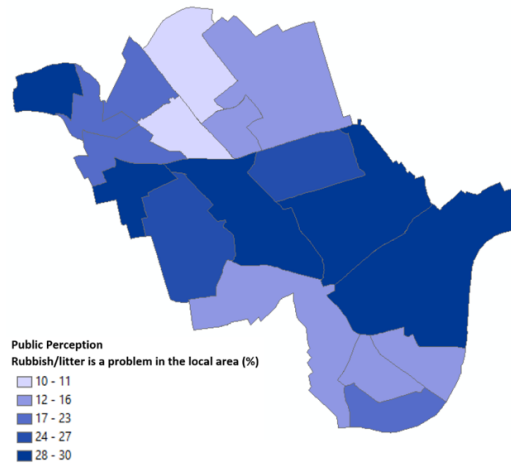 Public Perception
Rubbish/litter is a problem in the local area (%)
10 - 11
12 - 16
17 - 23
24 - 27
28 - 30